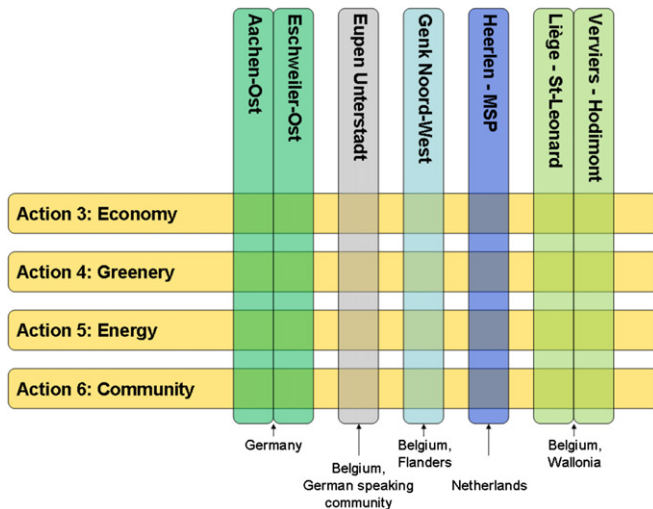 Aachen-Ost
Eschweiler-Ost
Eupen Unterstadt
Genk Noord-West
Heerlen - MSP
Liège - St-Leonard
Verviers - Hodimont
Action 3: Economy
Action 4: Greenery
Action 5: Energy
Action 6: Community
Germany
Belgium,
German speaking
community
Belgium,
Flanders
Netherlands
Belgium,
Wallonia